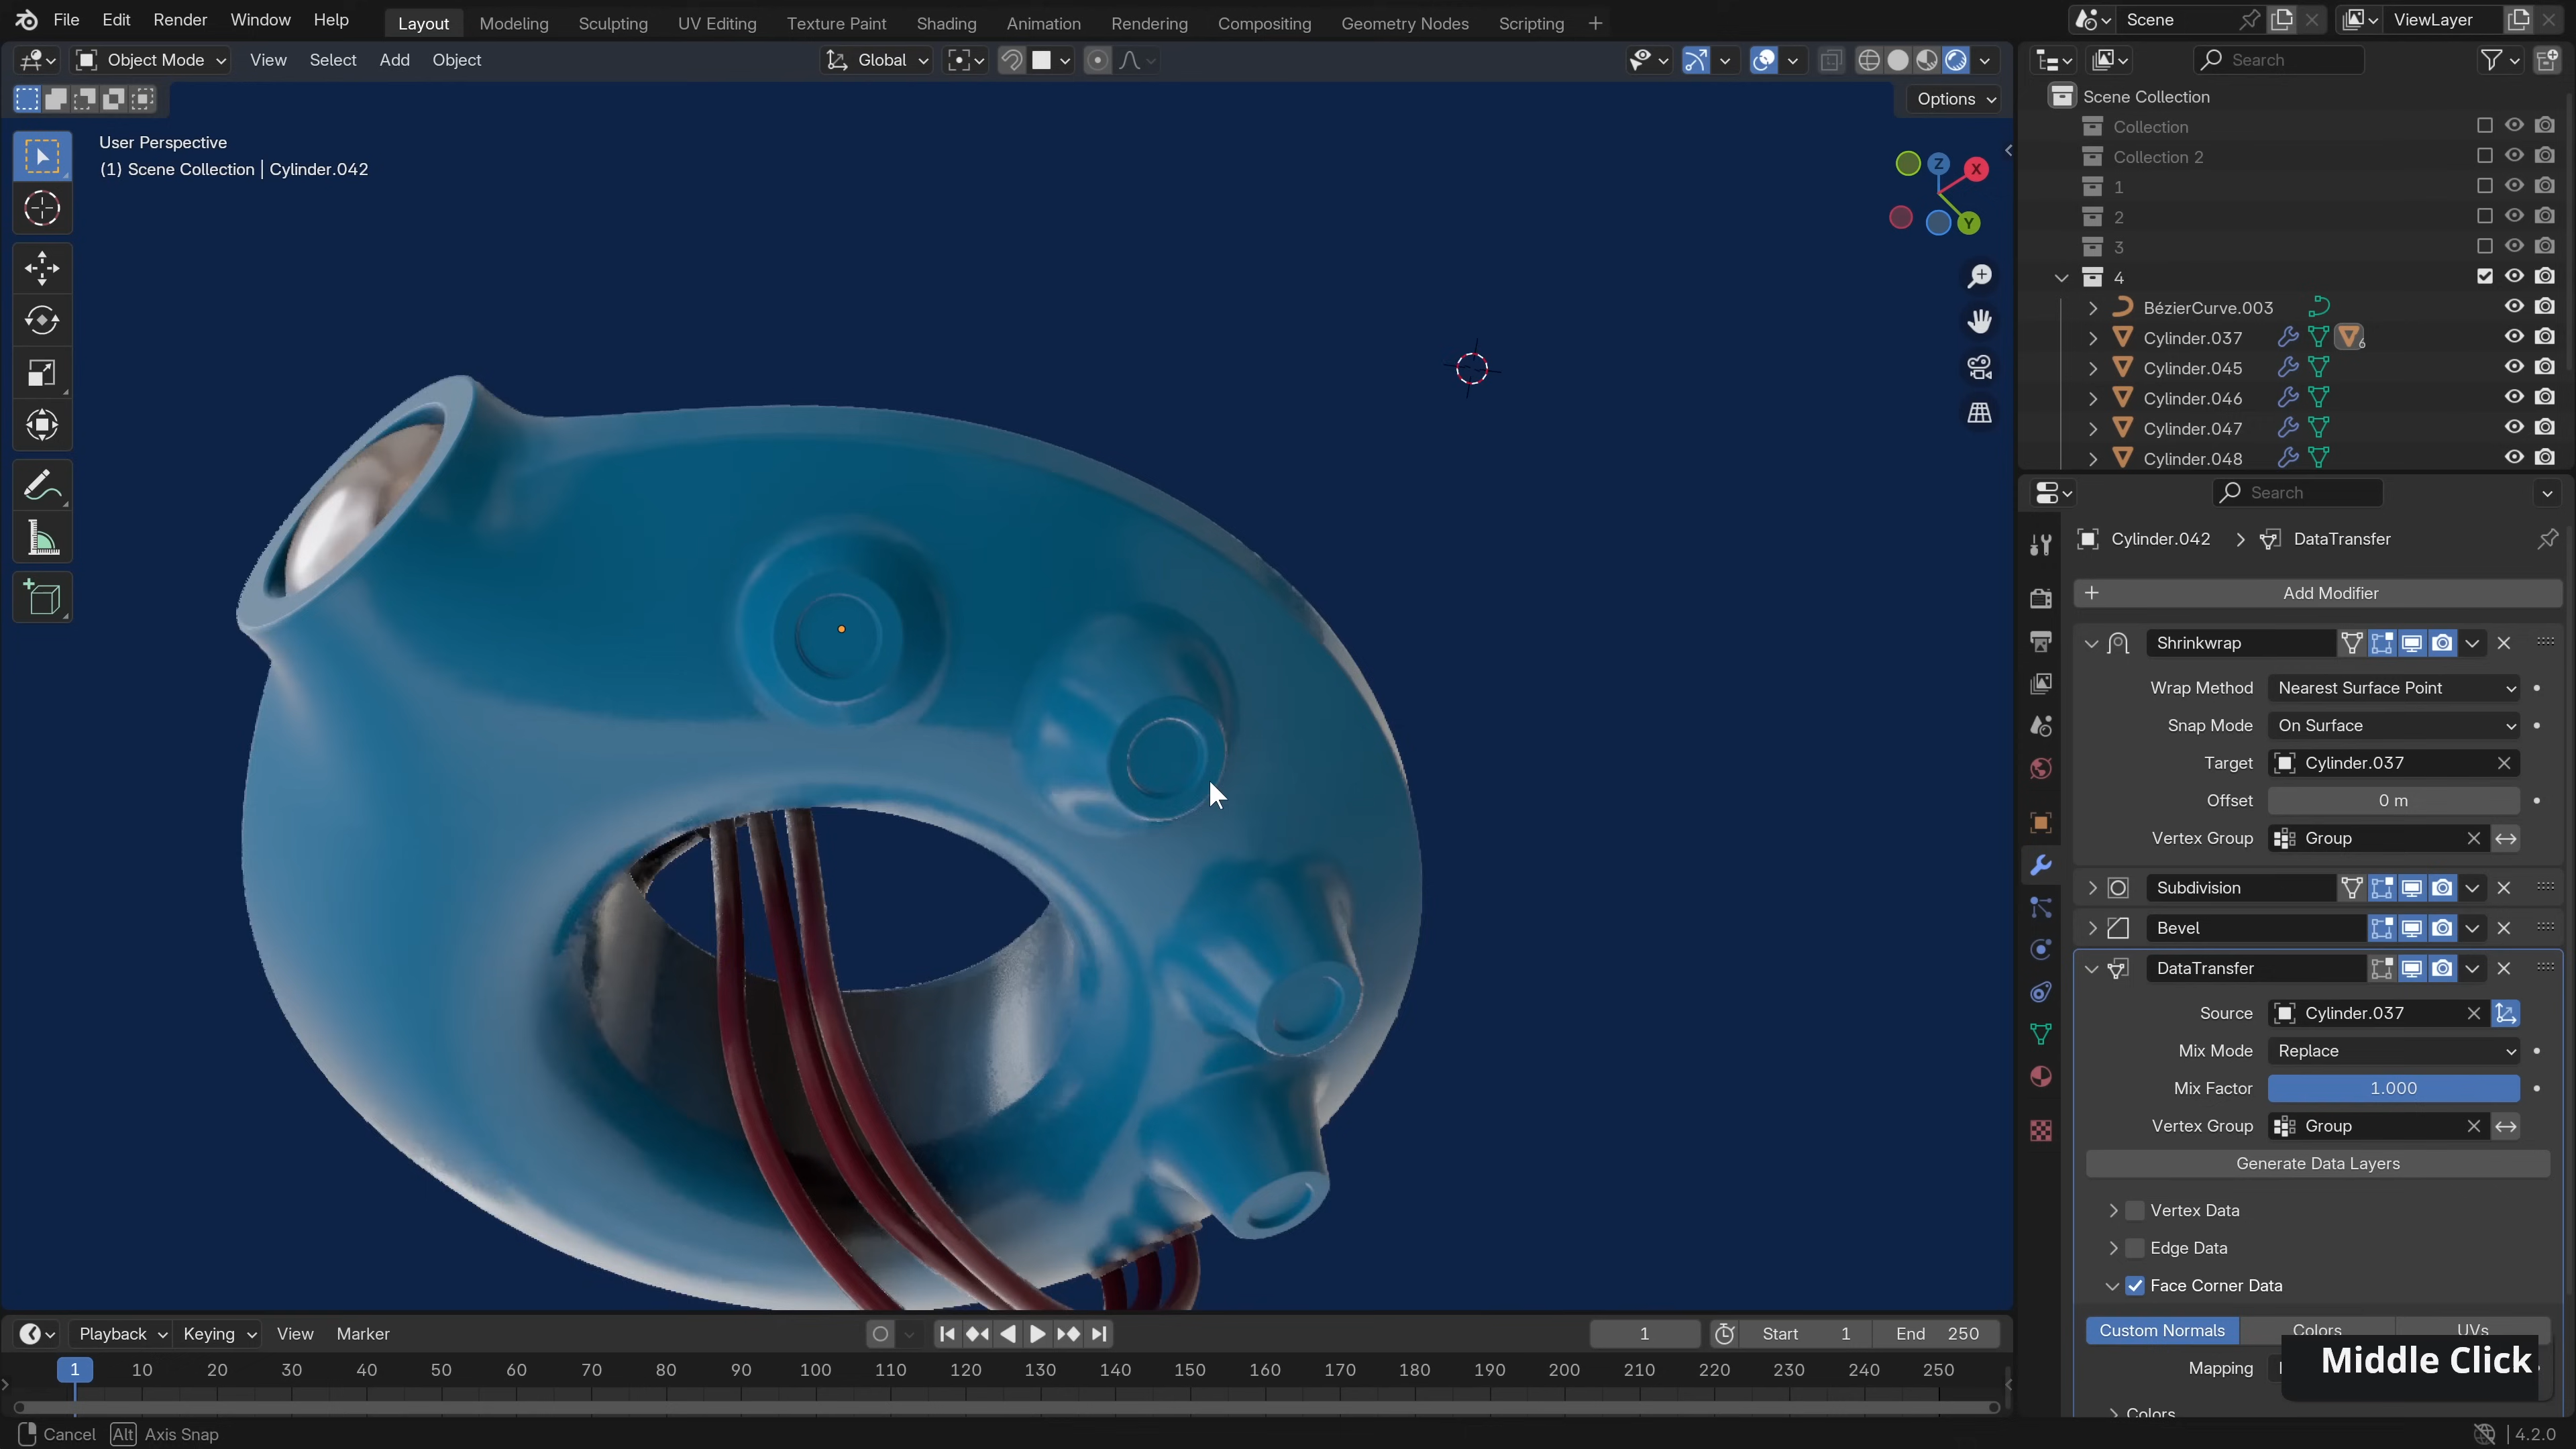 File Edit Render Window Help
Layout Modeling Sculpting UV Editing Texture Paint Shading Animation Rendering Compositing Geometry Nodes Scripting +
Scene
ViewLayer
Object Mode View Select Add Object
Global
Options
User Perspective
(1) Scene Collection | Cylinder.042
Z
X
Y
Search
Scene Collection
Collection
Collection 2
1
2
3
4
BézierCurve.003
Cylinder.037
6
Cylinder.045
Cylinder.046
Cylinder.047
Cylinder.048
Search
Cylinder.042 > DataTransfer
+ Add Modifier
Shrinkwrap
Wrap Method Nearest Surface Point
Snap Mode On Surface
Target Cylinder.037
Offset 0 m
Vertex Group Group
Subdivision
Bevel
DataTransfer
Source Cylinder.037
Mix Mode Replace
Mix Factor 1.000
Vertex Group Group
Generate Data Layers
Vertex Data
Edge Data
Face Corner Data
Custom Normals Colors UVs
Mapping
Middle Click
Colors
Playback Keying View Marker
1 Start 1 End 250
1 10 20 30 40 50 60 70 80 90 100 110 120 130 140 150 160 170 180 190 200 210 220 230 240 250
Cancel Alt Axis Snap
4.2.0